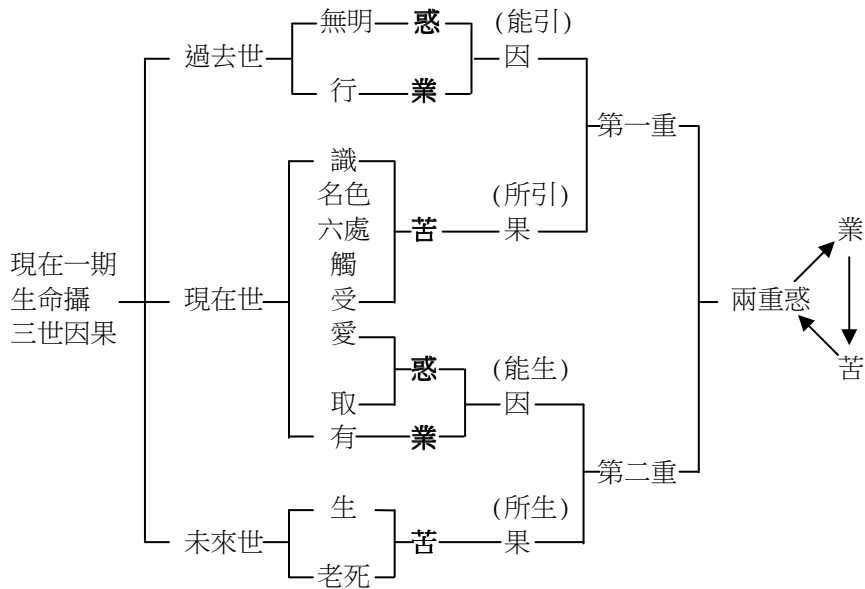 無明 惑 (能引)
過去世 因
行 業
第一重
識
名色 (所引)
六處 苦 果
觸
受
現在一期
生命攝
三世因果
現在世
愛
惑 (能生)
取 因
有 業
第二重
生 (所生)
未來世 苦 果
老死
業
兩重惑
苦